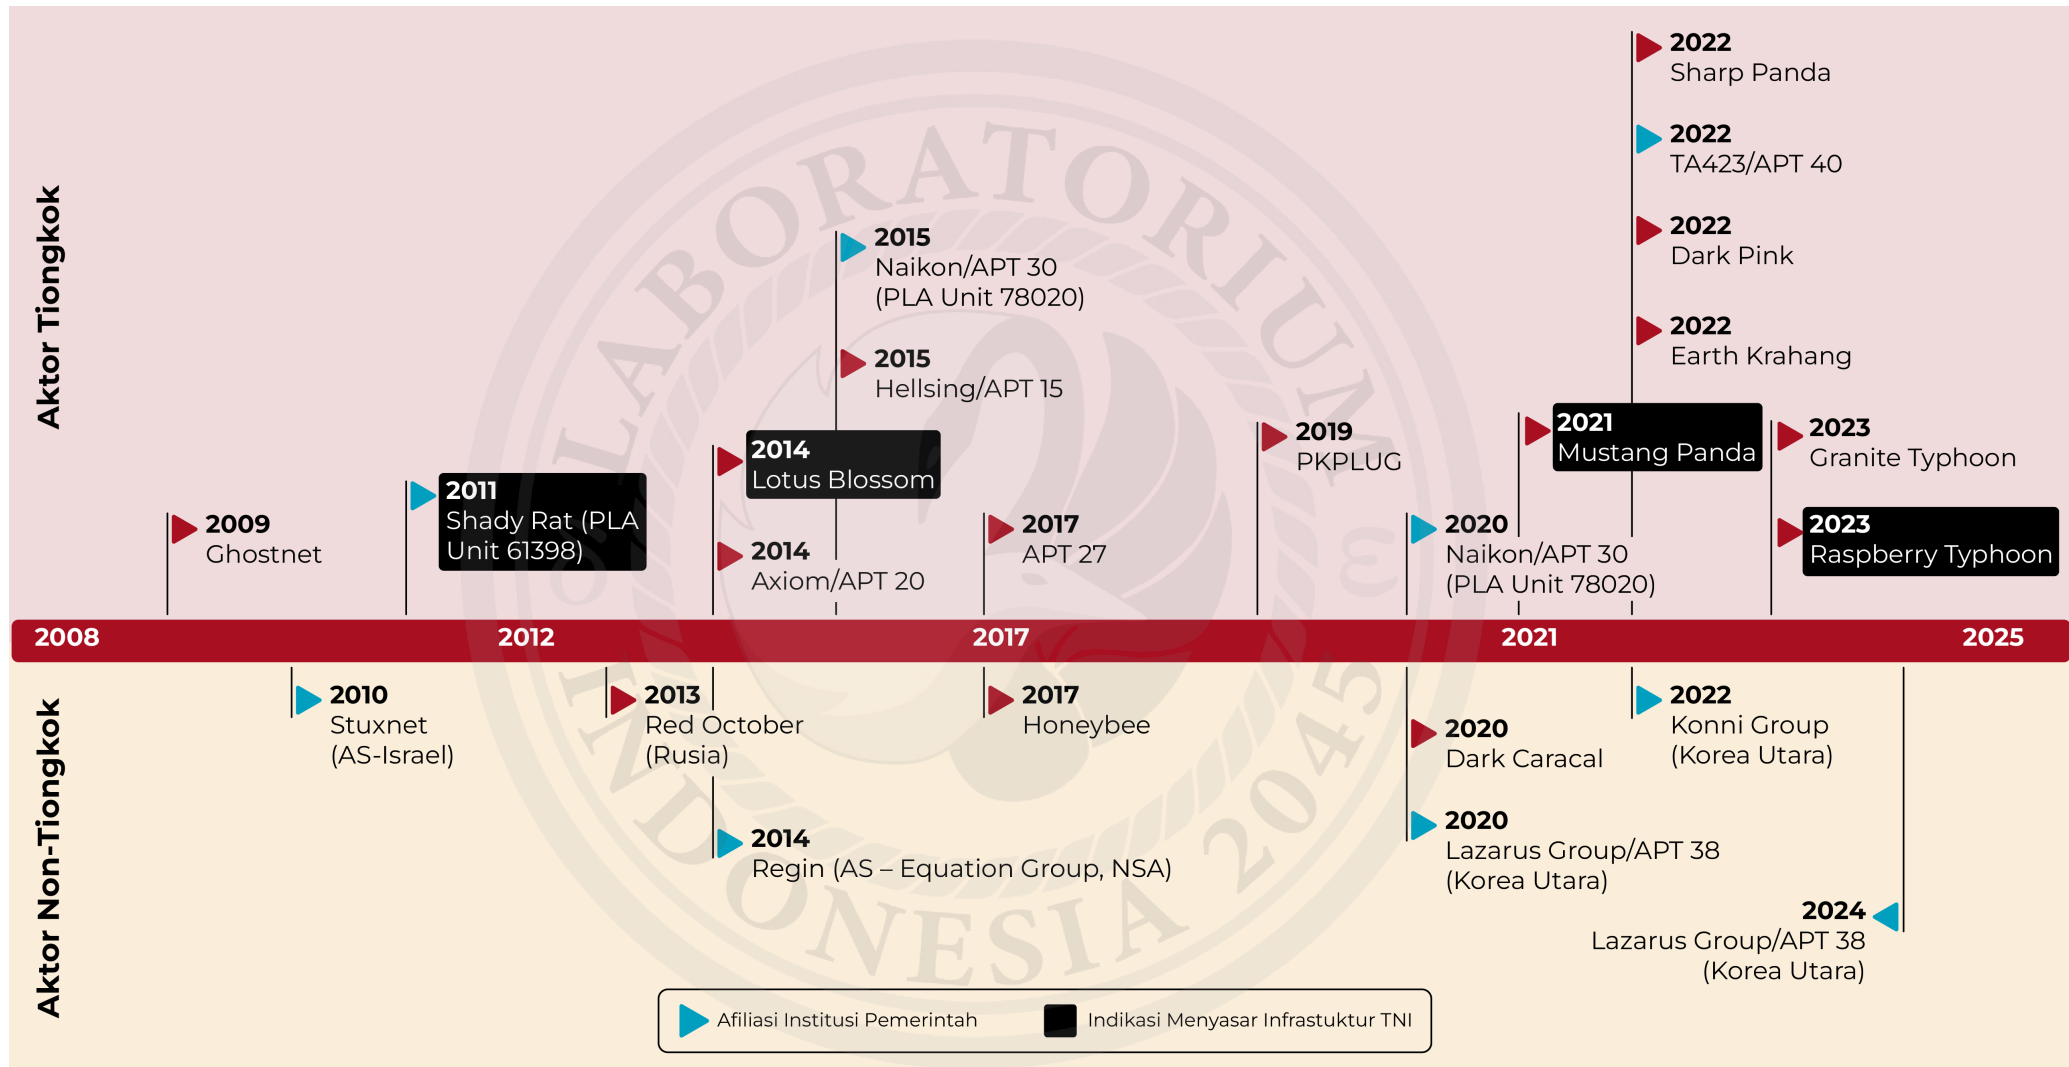 Aktor Tiongkok
2022
Sharp Panda
2022
TA423/APT 40
2022
Dark Pink
2022
Earth Krahang
2015
Naikon/APT 30
(PLA Unit 78020)
2015
Hellsing/APT 15
2014
Lotus Blossom
2014
Axiom/APT 20
2011
Shady Rat (PLA
Unit 61398)
2009
Ghostnet
2017
APT 27
2019
PKPLUG
2020
Naikon/APT 30
(PLA Unit 78020)
2021
Mustang Panda
2023
Granite Typhoon
2023
Raspberry Typhoon
2008 2012 2017 2021 2025
Aktor Non-Tiongkok
2010
Stuxnet
(AS-Israel)
2013
Red October
(Rusia)
2014
Regin (AS – Equation Group, NSA)
2017
Honeybee
2020
Dark Caracal
2020
Lazarus Group/APT 38
(Korea Utara)
2022
Konni Group
(Korea Utara)
2024
Lazarus Group/APT 38
(Korea Utara)
Afiliasi Institusi Pemerintah
Indikasi Menyasar Infrastuktur TNI
LABORATORIUM
INDONESIA 2045